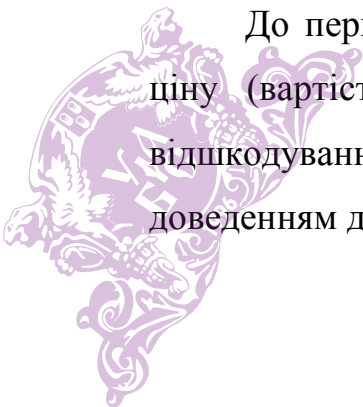 До пер
ціну (вартіст
відшкодуванн
доведенням д